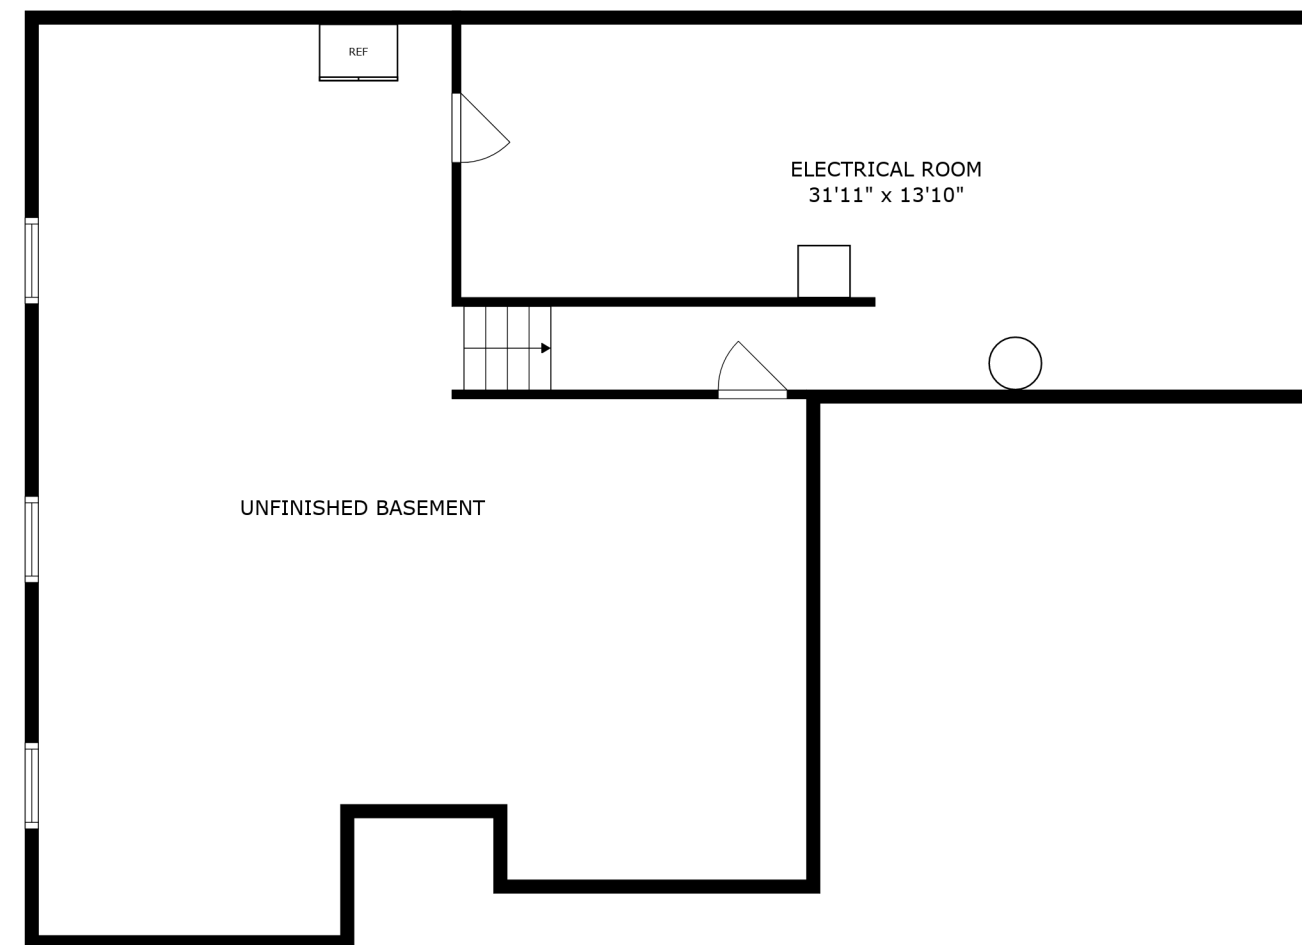 REF
ELECTRICAL ROOM
31'11" x 13'10"
UNFINISHED BASEMENT